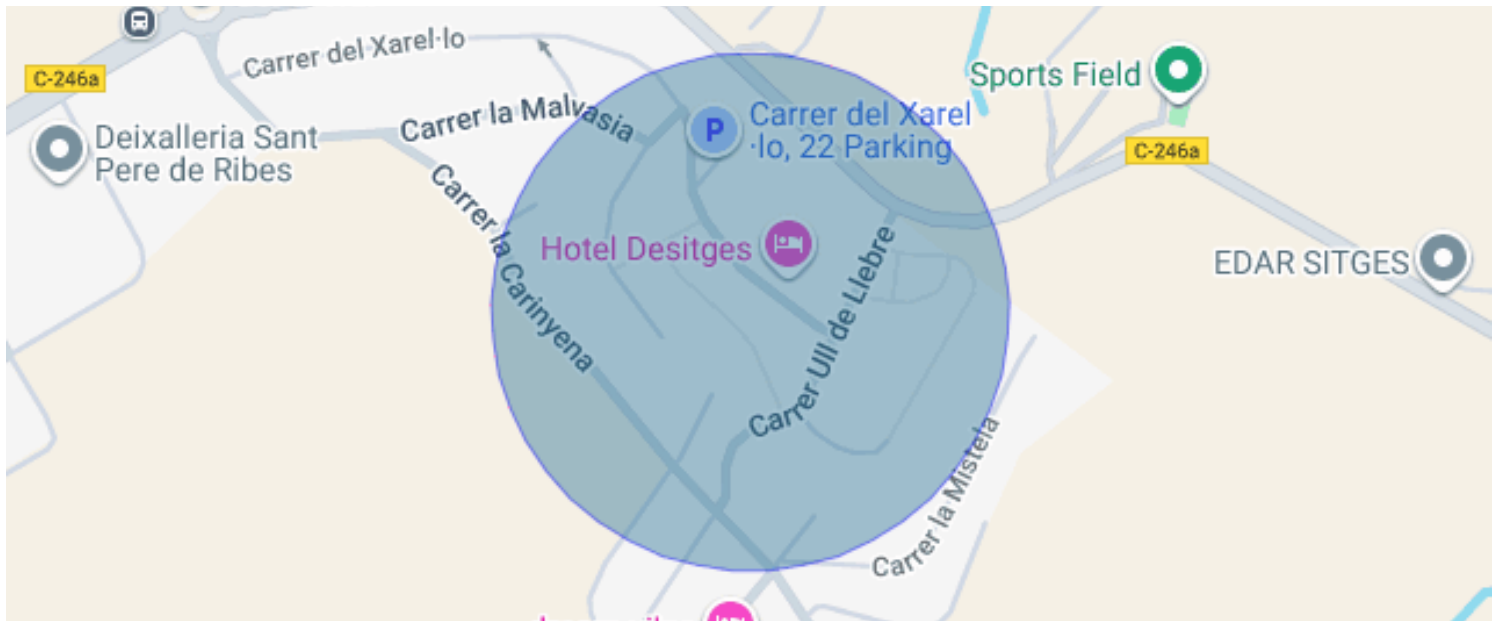 Carrer del Xarel·lo
C-246a
Carrer la Malvasia
Deixalleria Sant
Pere de Ribes
Carrer del Xarel
·lo, 22 Parking
P
Sports Field
C-246a
Carrer la Carinyena
Hotel Desitges
Carrer Ull de Llebre
EDAR SITGES
Carrer la Mistela